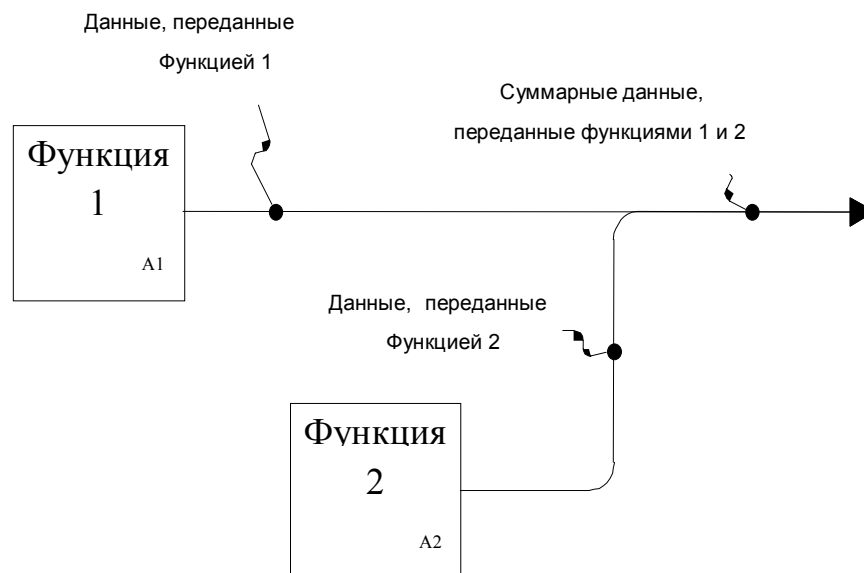 Данные, переданные
Функцией 1
Суммарные данные,
переданные функциями 1 и 2
Функция
1
A1
Данные, переданные
Функцией 2
Функция
2
A2